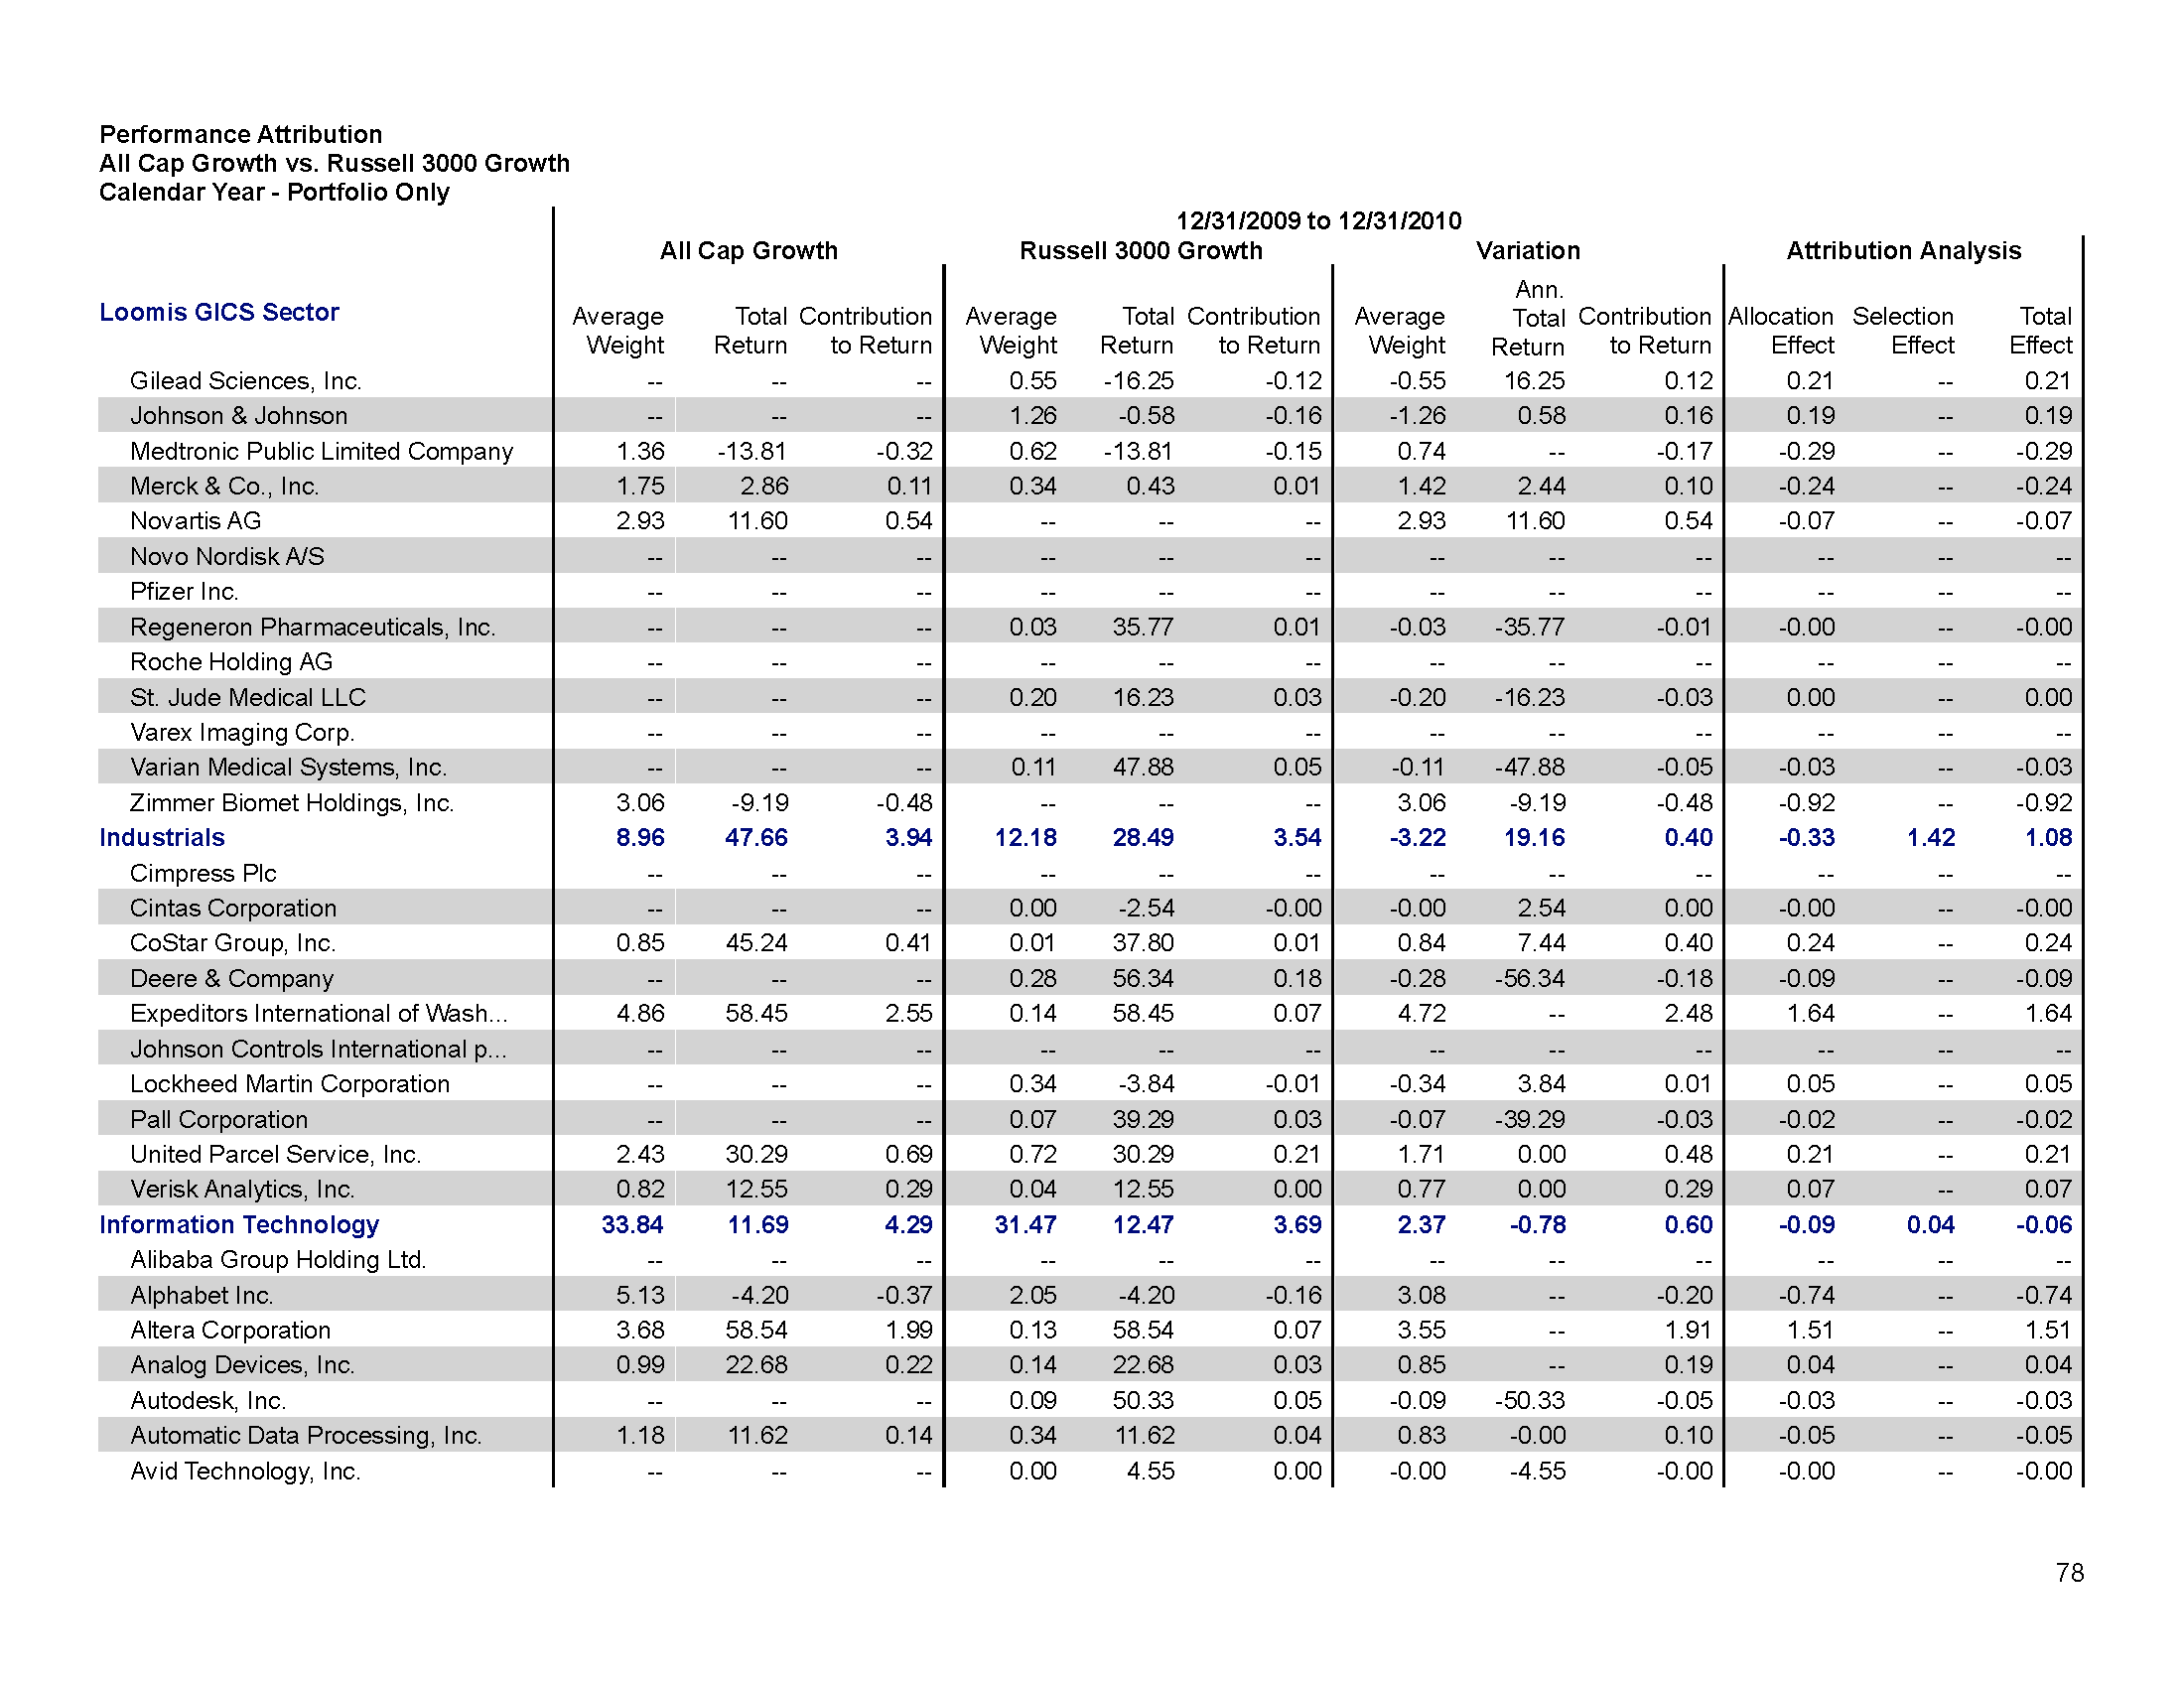 Performance Attribution
All Cap Growth vs. Russell 3000 Growth
Calendar Year - Portfolio Only
12/31/2009 to 12/31/2010
All Cap Growth Russell 3000 Growth Variation Attribution Analysis
Loomis GICS Sector Average Weight Total Return Contribution to Return Average Weight Total Return Contribution to Return Average Weight Ann. Total Return Contribution to Return Allocation Effect Selection Effect Total Effect
Gilead Sciences, Inc. -- -- -- 0.55 -16.25 -0.12 -0.55 16.25 0.12 0.21 -- 0.21
Johnson & Johnson -- -- -- 1.26 -0.58 -0.16 -1.26 0.58 0.16 0.19 -- 0.19
Medtronic Public Limited Company 1.36 -13.81 -0.32 0.62 -13.81 -0.15 0.74 -- -0.17 -0.29 -- -0.29
Merck & Co., Inc. 1.75 2.86 0.11 0.34 0.43 0.01 1.42 2.44 0.10 -0.24 -- -0.24
Novartis AG 2.93 11.60 0.54 -- -- -- 2.93 11.60 0.54 -0.07 -- -0.07
Novo Nordisk A/S -- -- -- -- -- -- -- -- -- -- -- --
Pfizer Inc. -- -- -- -- -- -- -- -- -- -- -- --
Regeneron Pharmaceuticals, Inc. -- -- -- 0.03 35.77 0.01 -0.03 -35.77 -0.01 -0.00 -- -0.00
Roche Holding AG -- -- -- -- -- -- -- -- -- -- -- --
St. Jude Medical LLC -- -- -- 0.20 16.23 0.03 -0.20 -16.23 -0.03 0.00 -- 0.00
Varex Imaging Corp. -- -- -- -- -- -- -- -- -- -- -- --
Varian Medical Systems, Inc. -- -- -- 0.11 47.88 0.05 -0.11 -47.88 -0.05 -0.03 -- -0.03
Zimmer Biomet Holdings, Inc. 3.06 -9.19 -0.48 -- -- -- 3.06 -9.19 -0.48 -0.92 -- -0.92
Industrials 8.96 47.66 3.94 12.18 28.49 3.54 -3.22 19.16 0.40 -0.33 1.42 1.08
Cimpress Plc -- -- -- -- -- -- -- -- -- -- -- --
Cintas Corporation -- -- -- 0.00 -2.54 -0.00 -0.00 2.54 0.00 -0.00 -- -0.00
CoStar Group, Inc. 0.85 45.24 0.41 0.01 37.80 0.01 0.84 7.44 0.40 0.24 -- 0.24
Deere & Company -- -- -- 0.28 56.34 0.18 -0.28 -56.34 -0.18 -0.09 -- -0.09
Expeditors International of Wash... 4.86 58.45 2.55 0.14 58.45 0.07 4.72 -- 2.48 1.64 -- 1.64
Johnson Controls International p... -- -- -- -- -- -- -- -- -- -- -- --
Lockheed Martin Corporation -- -- -- 0.34 -3.84 -0.01 -0.34 3.84 0.01 0.05 -- 0.05
Pall Corporation -- -- -- 0.07 39.29 0.03 -0.07 -39.29 -0.03 -0.02 -- -0.02
United Parcel Service, Inc. 2.43 30.29 0.69 0.72 30.29 0.21 1.71 0.00 0.48 0.21 -- 0.21
Verisk Analytics, Inc. 0.82 12.55 0.29 0.04 12.55 0.00 0.77 0.00 0.29 0.07 -- 0.07
Information Technology 33.84 11.69 4.29 31.47 12.47 3.69 2.37 -0.78 0.60 -0.09 0.04 -0.06
Alibaba Group Holding Ltd. -- -- -- -- -- -- -- -- -- -- -- --
Alphabet Inc. 5.13 -4.20 -0.37 2.05 -4.20 -0.16 3.08 -- -0.20 -0.74 -- -0.74
Altera Corporation 3.68 58.54 1.99 0.13 58.54 0.07 3.55 -- 1.91 1.51 -- 1.51
Analog Devices, Inc. 0.99 22.68 0.22 0.14 22.68 0.03 0.85 -- 0.19 0.04 -- 0.04
Autodesk, Inc. -- -- -- 0.09 50.33 0.05 -0.09 -50.33 -0.05 -0.03 -- -0.03
Automatic Data Processing, Inc. 1.18 11.62 0.14 0.34 11.62 0.04 0.83 -0.00 0.10 -0.05 -- -0.05
Avid Technology, Inc. -- -- -- 0.00 4.55 0.00 -0.00 -4.55 -0.00 -0.00 -- -0.00
78